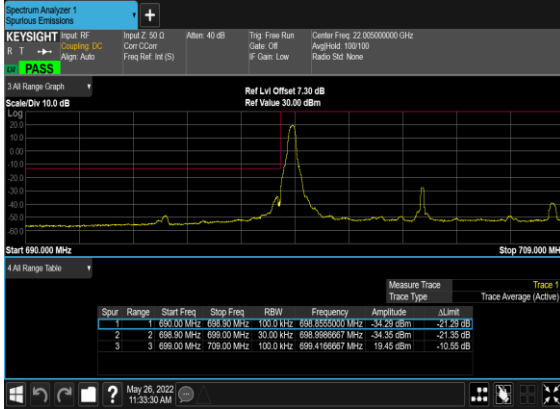 Spectrum Analyzer 1
Spurious Emissions
+
KEYSIGHT Input: RF Input Z: 50 Ω Atten: 40 dB Trig: Free Run Center Freq: 22.005000000 GHz
R T Coupling: DC Corr CCorr Gate: Off Avg|Hold: 100/100
Align: Auto Freq Ref: Int (S) IF Gain: Low Radio Std: None
PASS
3 All Range Graph
Ref Lvl Offset 7.30 dB
Scale/Div 10.0 dB Ref Value 30.00 dBm
Log
20.0
10.0
0.00
-10.0
-20.0
-30.0
-40.0
-50.0
-60.0
Start 690.000 MHz Stop 709.000 MH
4 All Range Table
Measure Trace Trace 1
Trace Type Trace Average (Active)
Spur Range Start Freq Stop Freq RBW Frequency Amplitude ΔLimit
1 1 690.00 MHz 698.90 MHz 100.0 kHz 698.8555000 MHz -34.29 dBm -21.29 dB
2 2 698.90 MHz 699.00 MHz 30.00 kHz 698.9986667 MHz -34.35 dBm -21.35 dB
3 3 699.00 MHz 709.00 MHz 100.0 kHz 699.4166667 MHz 19.45 dBm -10.55 dB
? May 26, 2022
11:33:30 AM